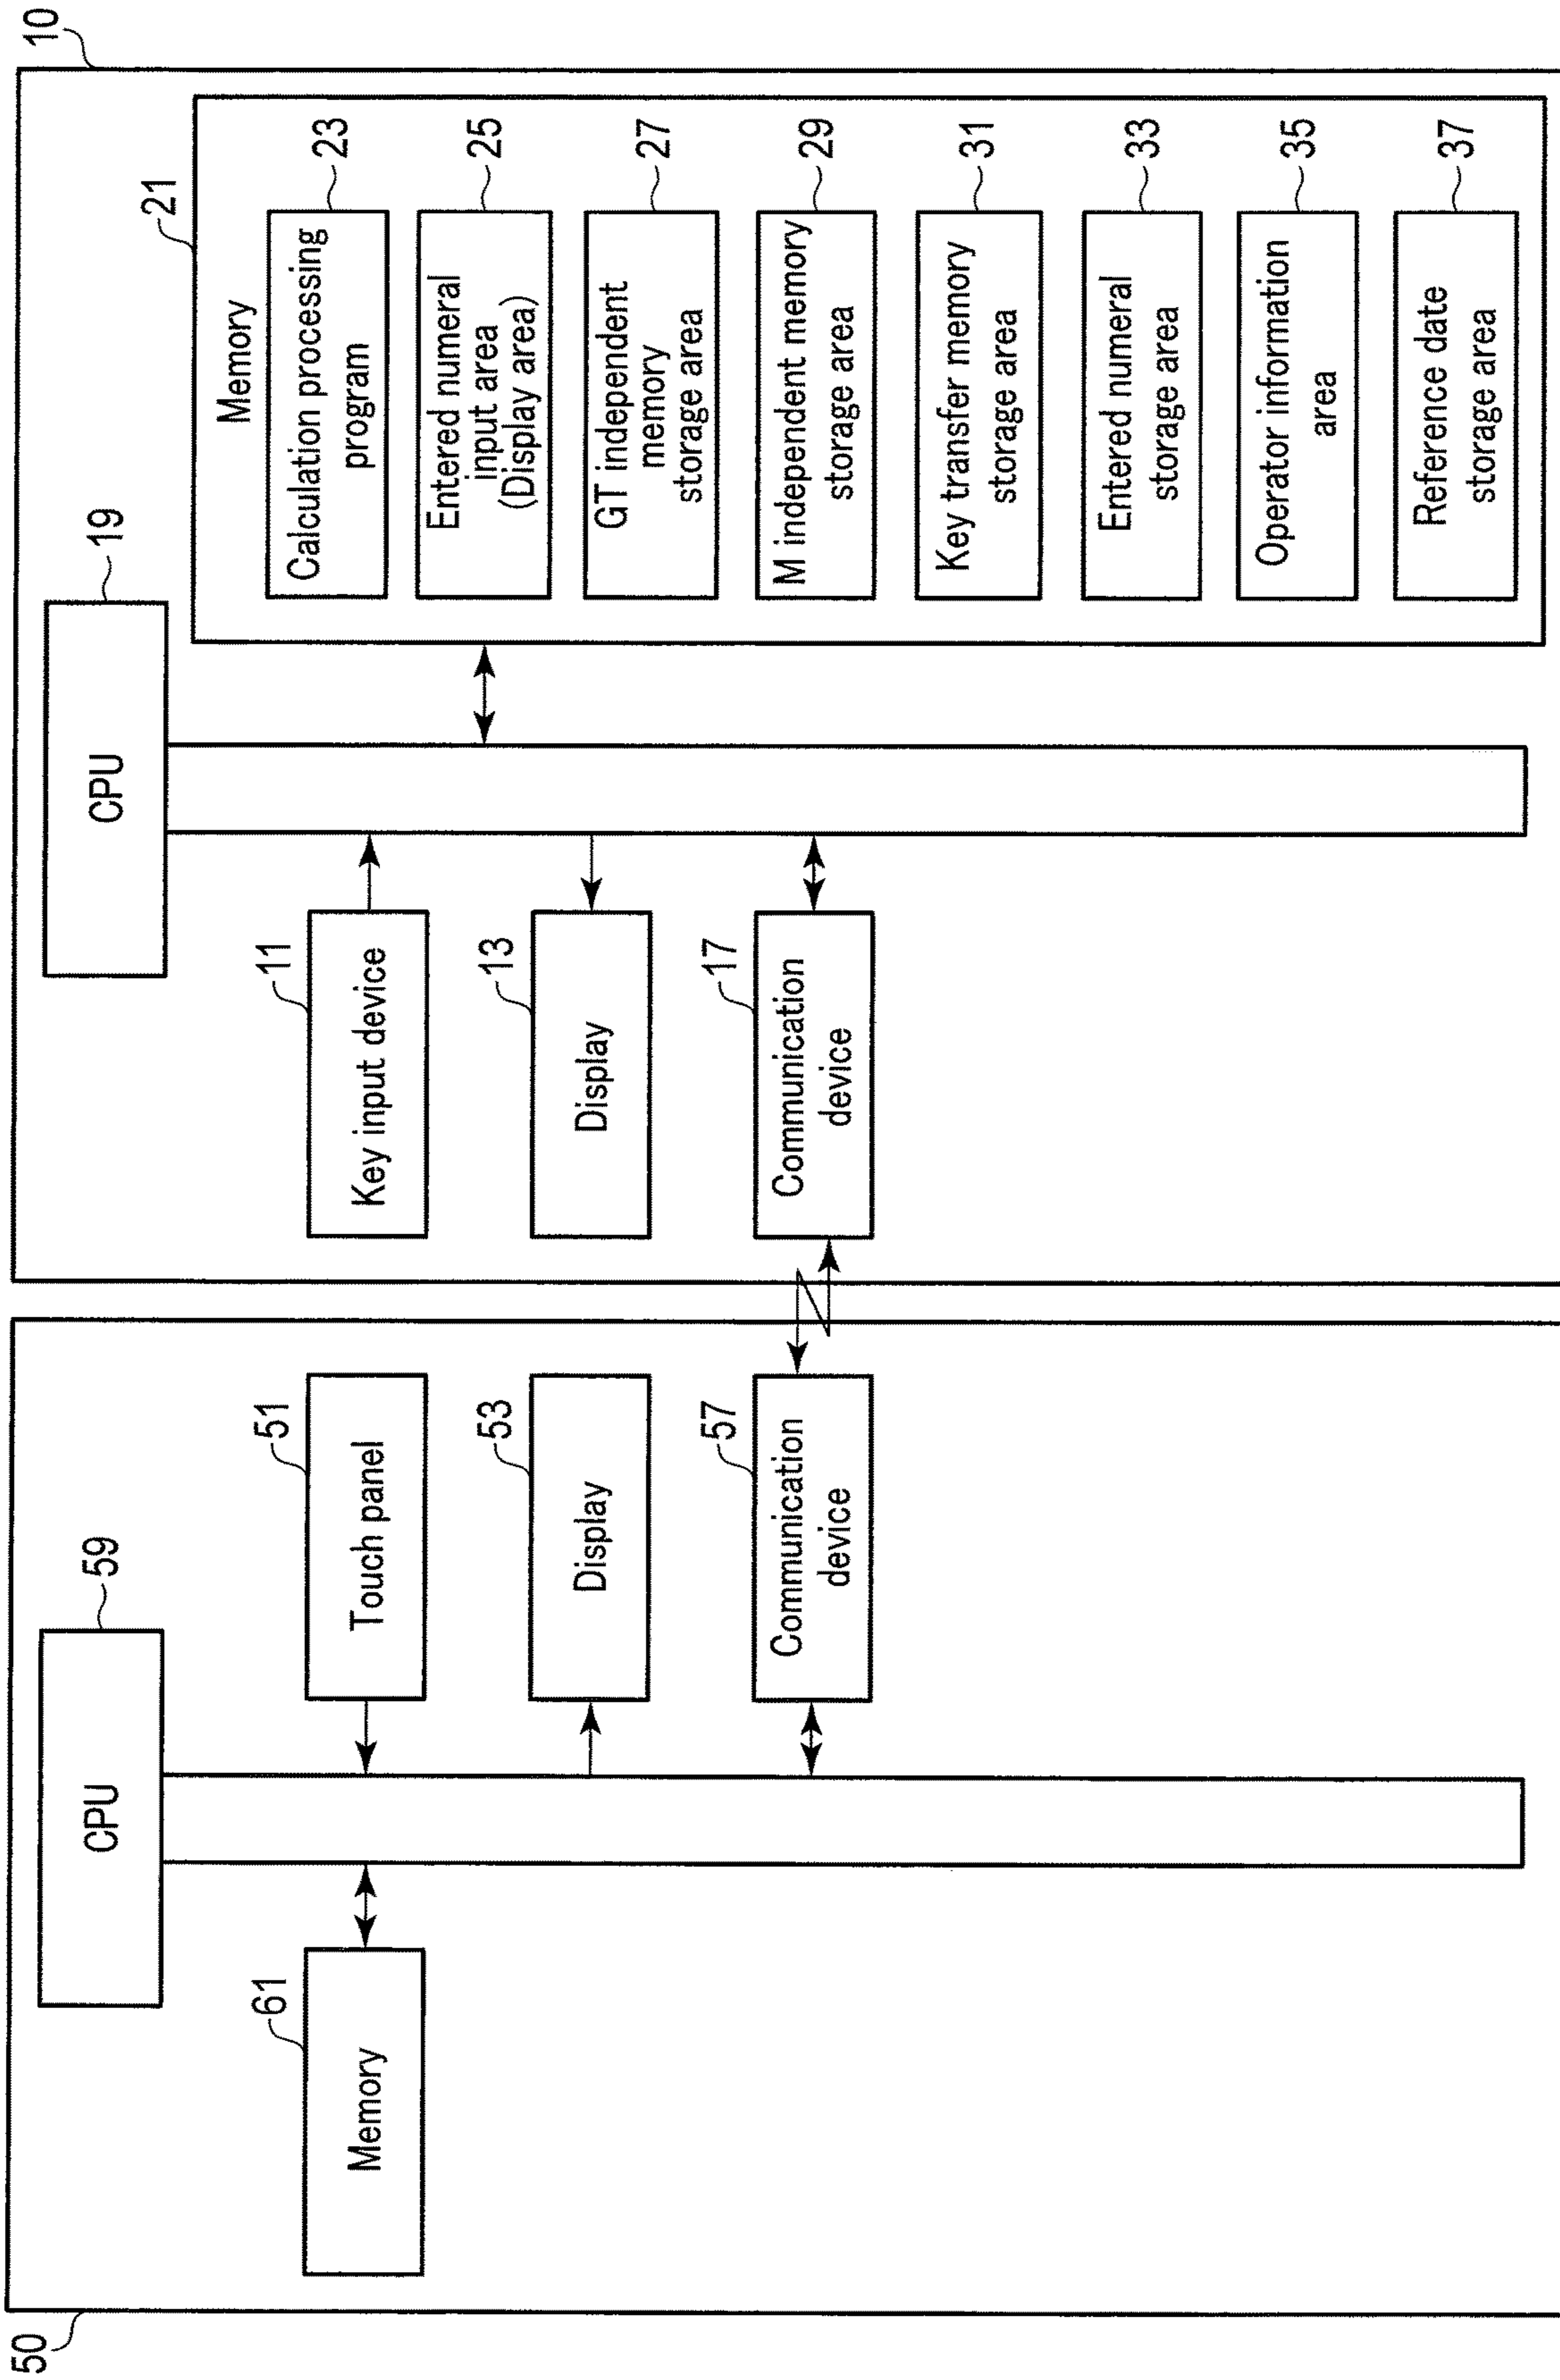 50
59
CPU
61
Memory
51
Touch panel
53
Display
57
Communication
device
10
19
CPU
11
Key input device
13
Display
17
Communication
device
21
Memory
Calculation processing
program
23
Entered numeral
input area
(Display area)
25
GT independent
memory
storage area
27
M independent memory
storage area
29
Key transfer memory
storage area
31
Entered numeral
storage area
33
Operator information
area
35
Reference date
storage area
37